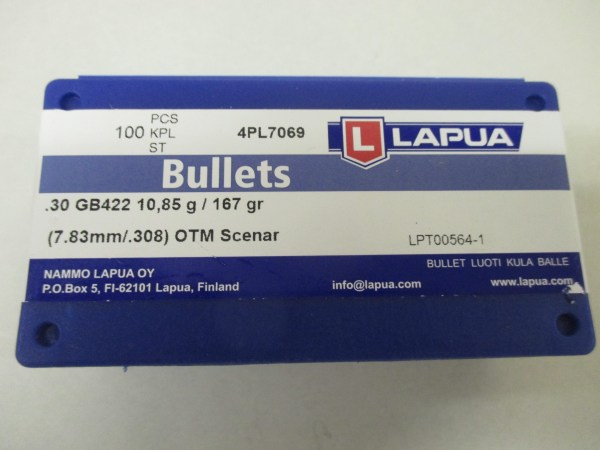 PCS
100 KPL
ST
4PL7069
L LAPUA
Bullets
.30 GB422 10,85 g / 167 gr
(7.83mm/.308) OTM Scenar
LPT00564-1
BULLET LUOTI KULA BALLE
NAMMO LAPUA OY
P.O.Box 5, FI-62101 Lapua, Finland
info@lapua.com
www.lapua.com